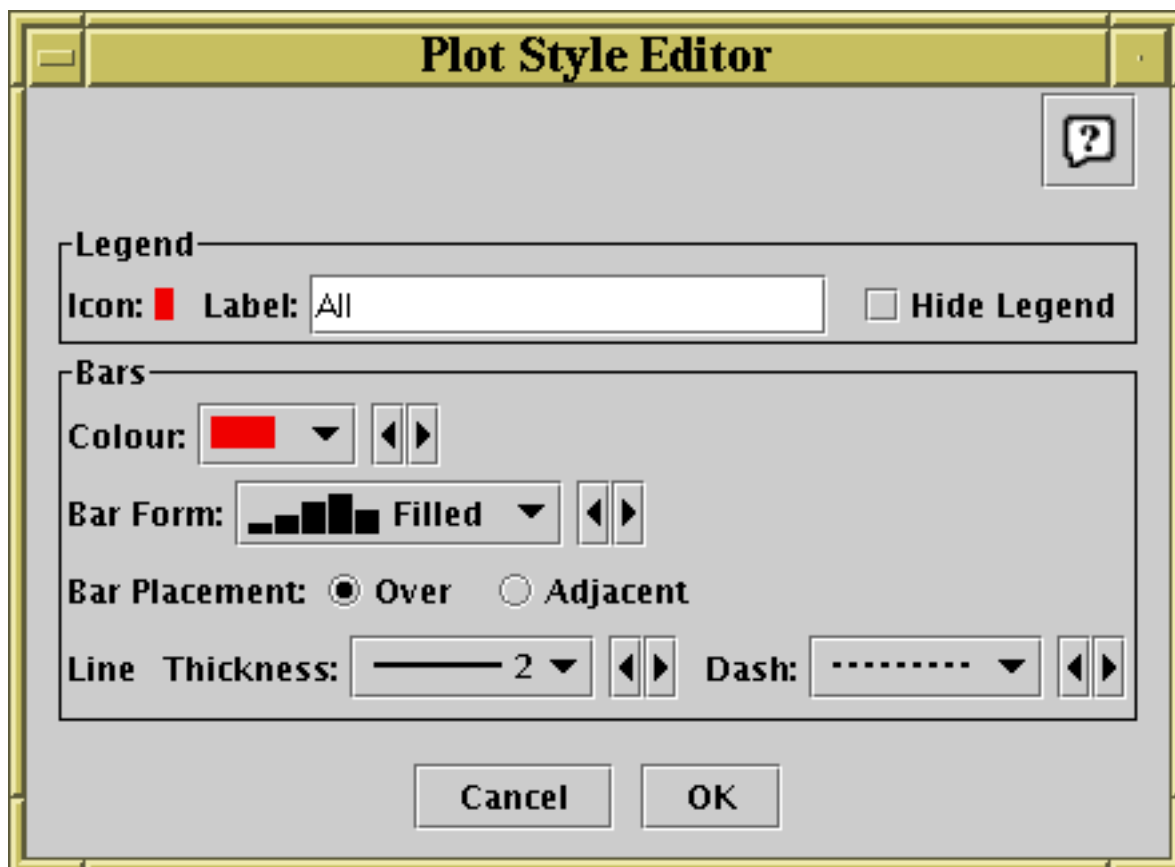 Plot Style Editor
?
Legend
Icon: Label: All Hide Legend
Bars
Colour:
Bar Form: Filled
Bar Placement: Over Adjacent
Line Thickness: 2 Dash:
Cancel OK